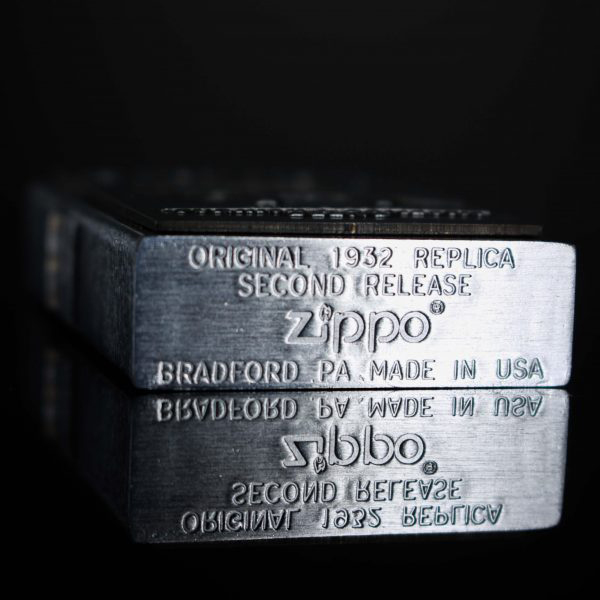 ORIGINAL 1932 REPLICA
SECOND RELEASE
zippo®
BRADFORD PA MADE IN USA